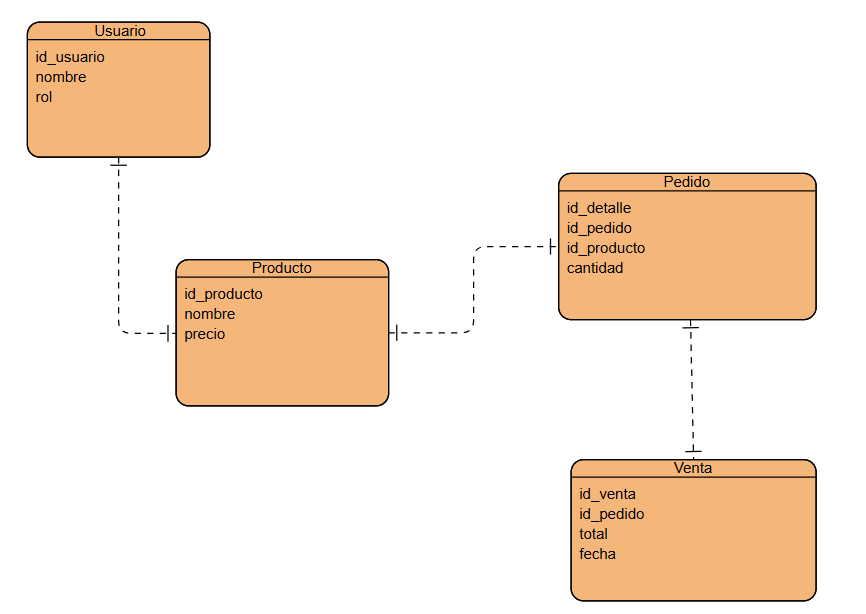 Usuario
id_usuario
nombre
rol
Producto
id_producto
nombre
precio
Pedido
id_detalle
id_pedido
id_producto
cantidad
Venta
id_venta
id_pedido
total
fecha